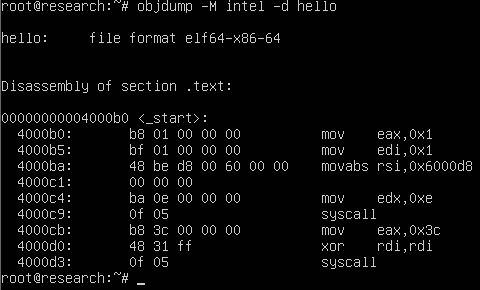 root@research:~# objdump -M intel -d hello
hello:     file format elf64-x86-64
Disassembly of section .text:
00000000004000b0 <_start>:
  4000b0:       b8 01 00 00 00          mov    eax,0x1
  4000b5:       bf 01 00 00 00          mov    edi,0x1
  4000ba:       48 be d8 00 60 00 00    movabs rsi,0x6000d8
  4000c1:       00 00 00
  4000c4:       ba 0e 00 00 00          mov    edx,0xe
  4000c9:       0f 05                   syscall
  4000cb:       b8 3c 00 00 00          mov    eax,0x3c
  4000d0:       48 31 ff                xor    rdi,rdi
  4000d3:       0f 05                   syscall
root@research:~# _